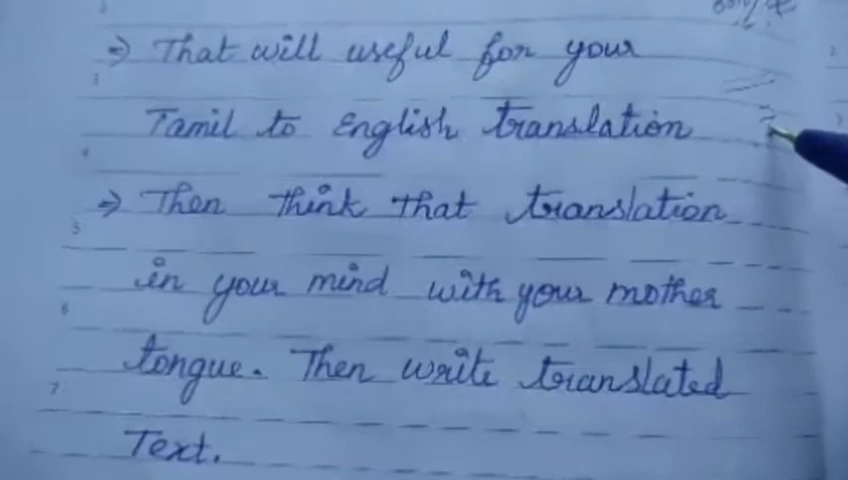 → That will useful for your
Tamil to English translation
→ Then think that translation
in your mind with your mother
tongue. Then write translated
Text.